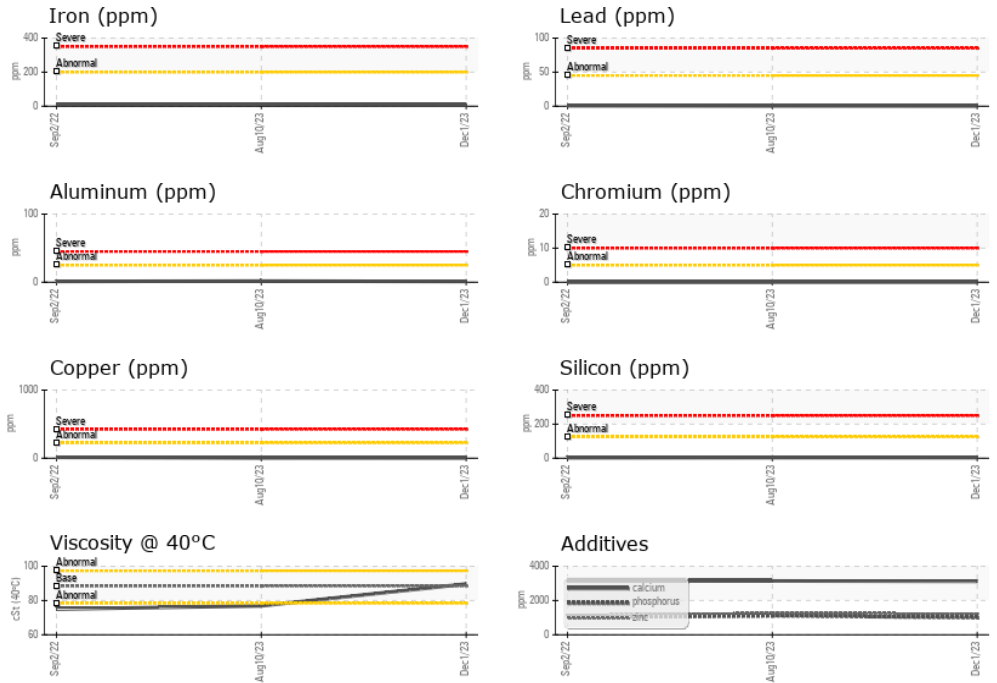 Iron (ppm)
400
200
0
ppm
Severe
Abnormal
Sep2/22
Aug10/23
Dec1/23
Lead (ppm)
100
50
0
ppm
Severe
Abnormal
Sep2/22
Aug10/23
Dec1/23
Aluminum (ppm)
100
50
0
ppm
Severe
Abnormal
Sep2/22
Aug10/23
Dec1/23
Chromium (ppm)
20
10
0
ppm
Severe
Abnormal
Sep2/22
Aug10/23
Dec1/23
Copper (ppm)
1000
0
ppm
Severe
Abnormal
Sep2/22
Aug10/23
Dec1/23
Silicon (ppm)
400
200
0
ppm
Severe
Abnormal
Sep2/22
Aug10/23
Dec1/23
Viscosity @ 40°C
100
80
60
cSt (40°C)
Abnormal
Base
Abnormal
Sep2/22
Aug10/23
Dec1/23
Additives
4000
2000
0
ppm
calcium
phosphorus
zinc
Sep2/22
Aug10/23
Dec1/23